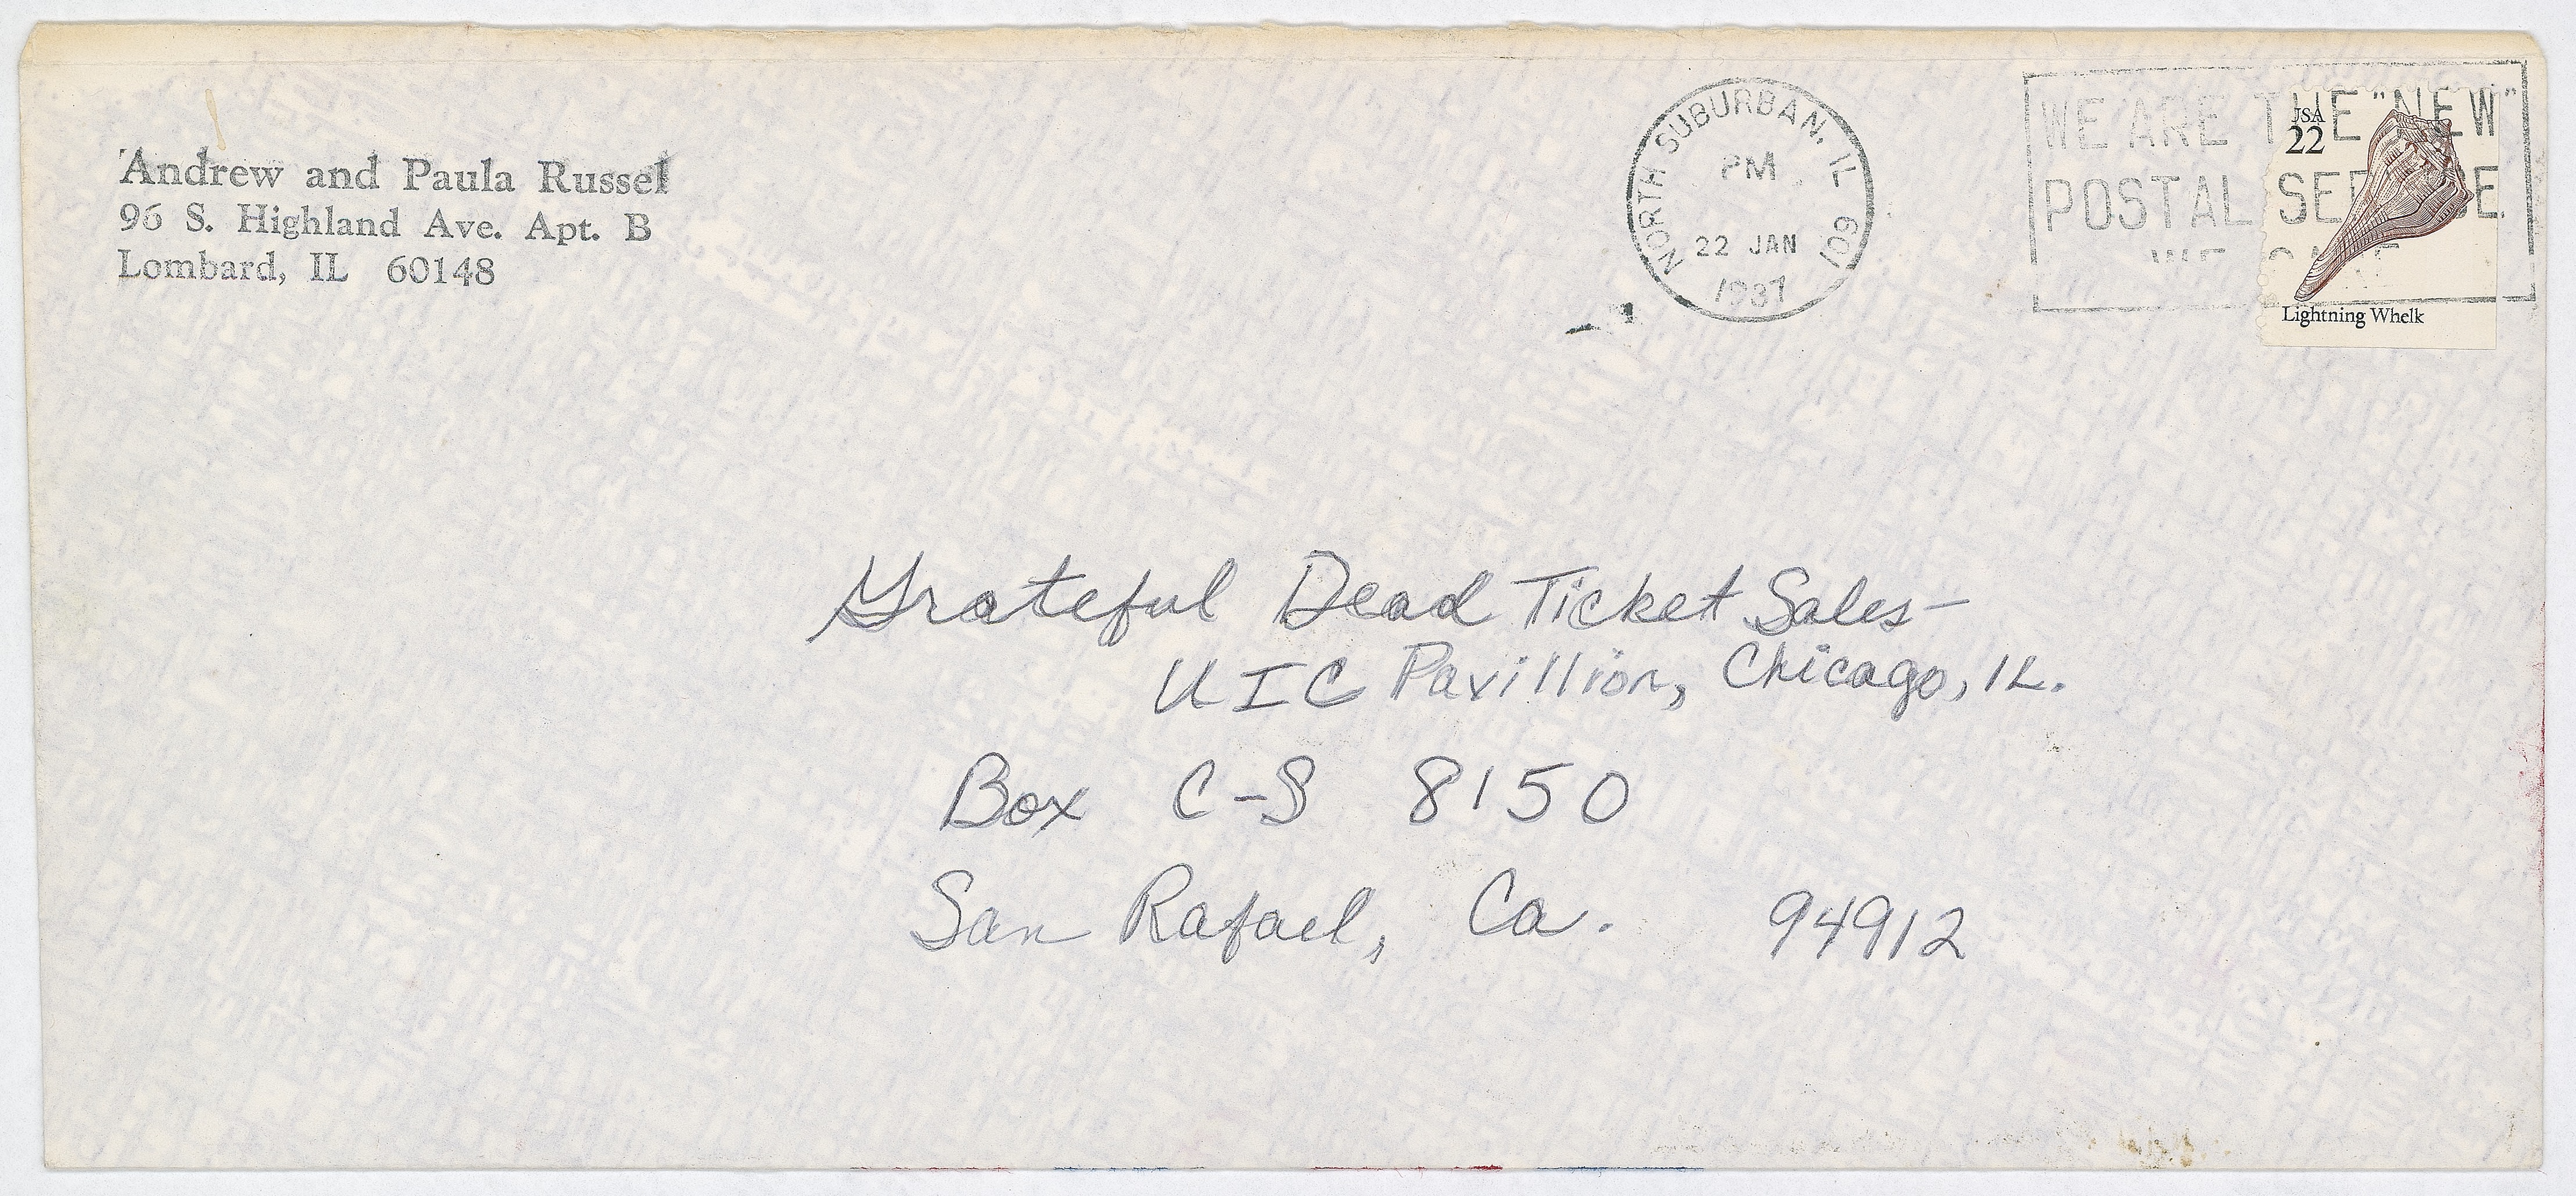 Andrew and Paula Russel
96 S. Highland Ave. Apt. B
Lombard, IL 60148
NORTH SUBURBAN, IL 601
PM
22 JAN
1987
WE ARE THE "NEW"
POSTAL SERVICE
WE CARE
USA
22
Lightning Whelk
Grateful Dead Ticket Sales-
UIC Pavillion, Chicago, IL.
Box C-S 8150
San Rafael, Ca. 94912